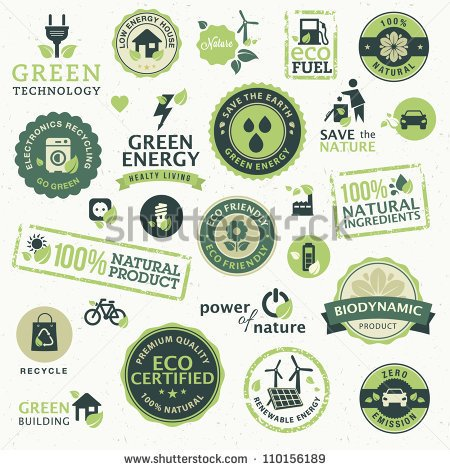 GREEN
TECHNOLOGY
LOW ENERGY HOUSE
Nature
eco
FUEL
100%
NATURAL
ELECTRONICS RECYCLING
GO GREEN
GREEN
ENERGY
HEALTY LIVING
SAVE THE EARTH
GREEN ENERGY
SAVE the
NATURE
100%
NATURAL
INGREDIENTS
100% NATURAL
PRODUCT
ECO FRIENDLY
ECO FRIENDLY
shutterstock
BIODYNAMIC
PRODUCT
power
of nature
RECYCLE
PREMIUM QUALITY
ECO
CERTIFIED
100% NATURAL
RENEWABLE ENERGY
ZERO
EMISSION
GREEN
BUILDING
www.shutterstock.com · 110156189